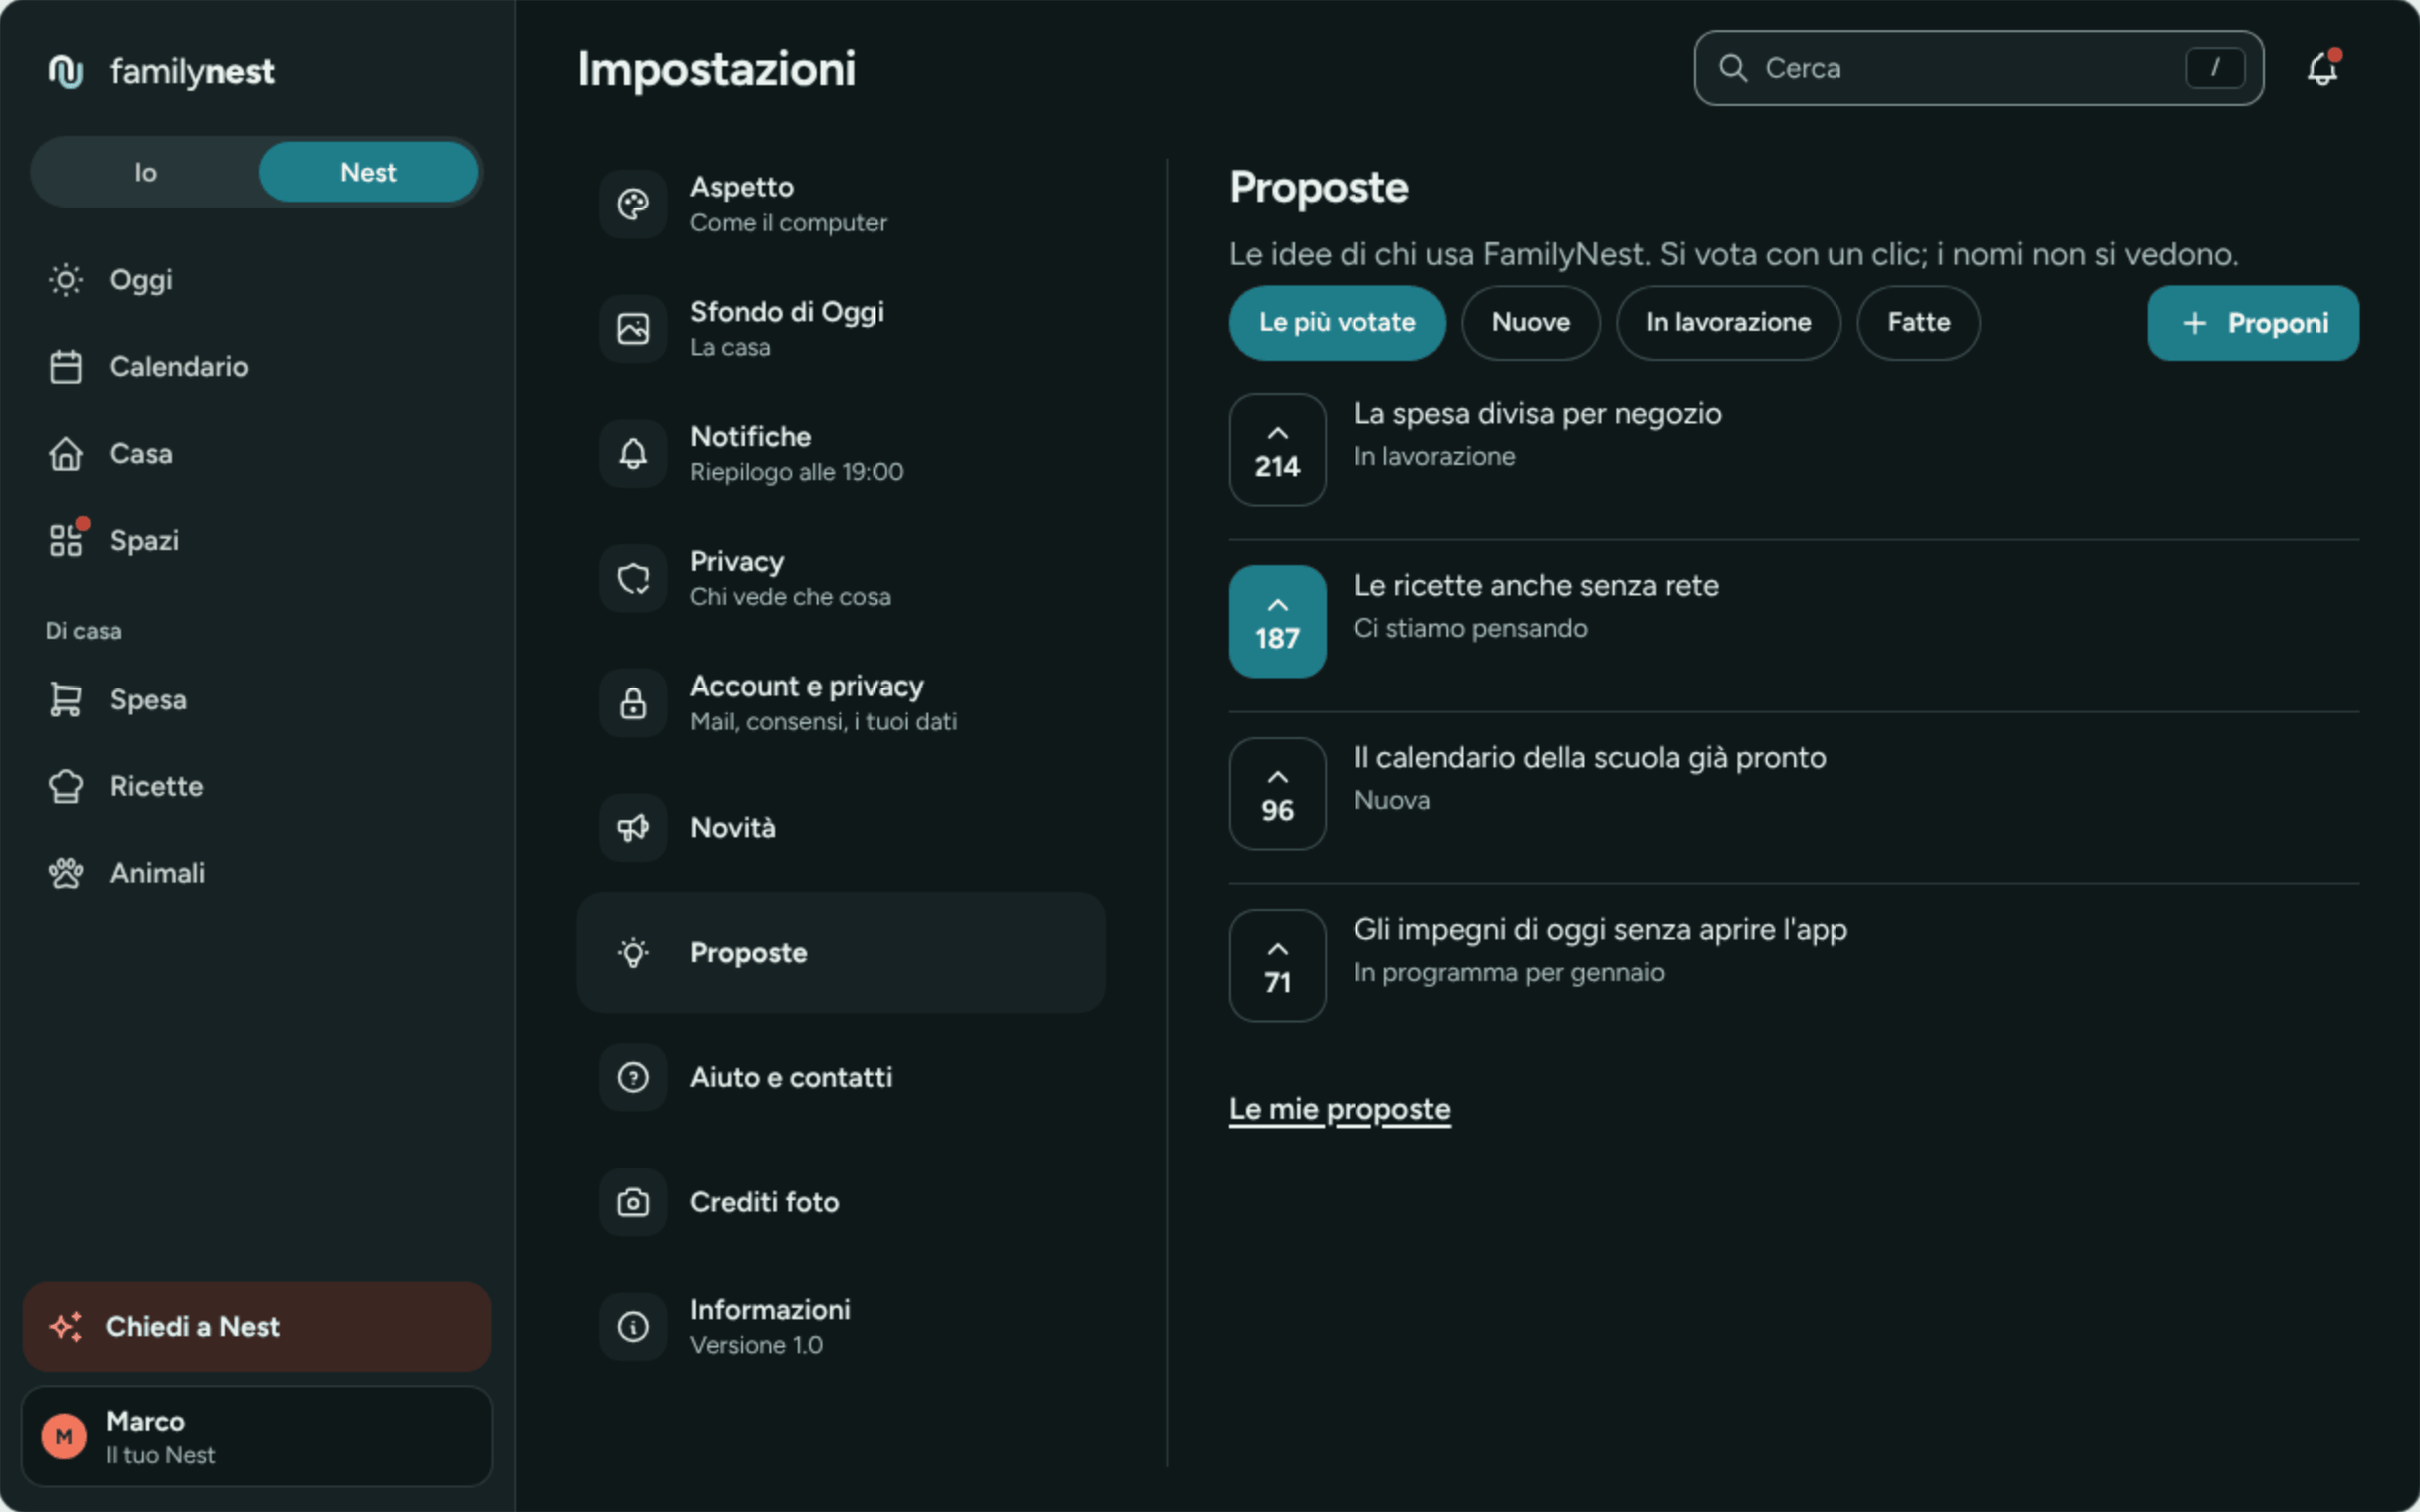 familynest
Io
Nest
Oggi
Calendario
Casa
Spazi
Di casa
Spesa
Ricette
Animali
Chiedi a Nest
M
Marco
Il tuo Nest
Impostazioni
Cerca
/
Aspetto
Come il computer
Sfondo di Oggi
La casa
Notifiche
Riepilogo alle 19:00
Privacy
Chi vede che cosa
Account e privacy
Mail, consensi, i tuoi dati
Novità
Proposte
Aiuto e contatti
Crediti foto
Informazioni
Versione 1.0
Proposte
Le idee di chi usa FamilyNest. Si vota con un clic; i nomi non si vedono.
Le più votate
Nuove
In lavorazione
Fatte
+ Proponi
214
La spesa divisa per negozio
In lavorazione
187
Le ricette anche senza rete
Ci stiamo pensando
96
Il calendario della scuola già pronto
Nuova
71
Gli impegni di oggi senza aprire l'app
In programma per gennaio
Le mie proposte